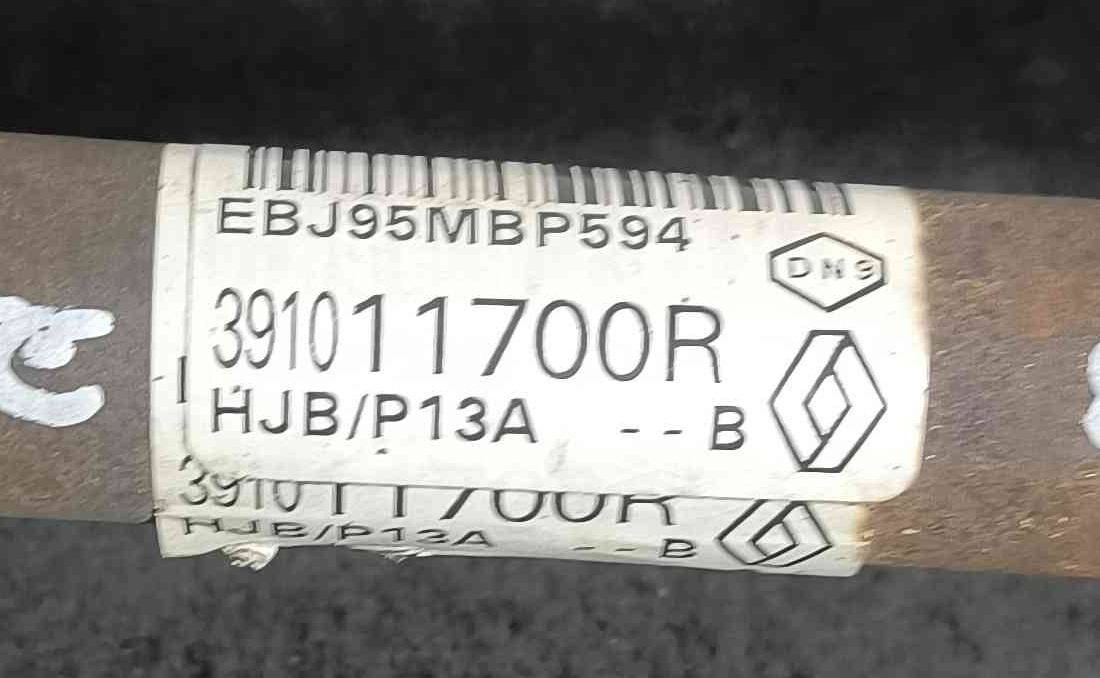 EBJ95MBP594
DN9
391011700R
HJB/P13A -- B
391011700R
HJB/P13A -- B